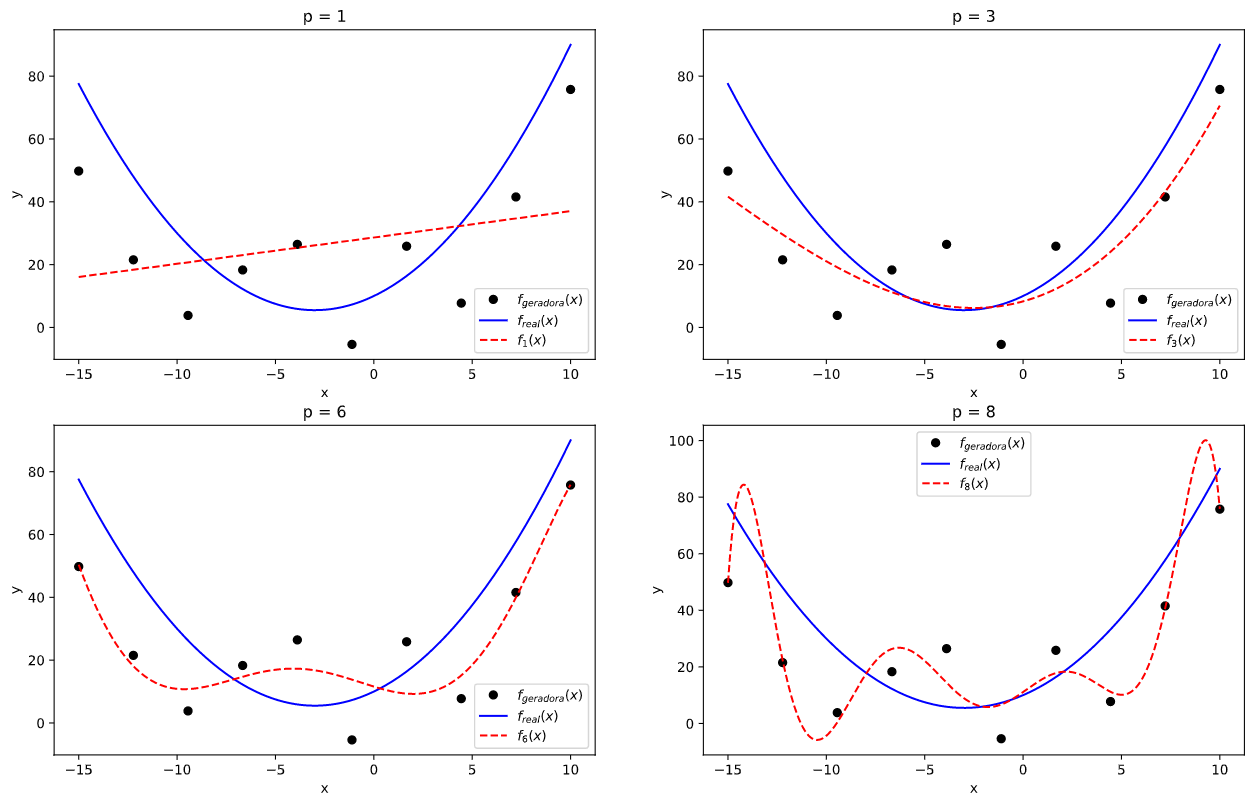 p = 1
y
80
60
40
20
0
−15 −10 −5 0 5 10
x
f_geradora(x)
f_real(x)
f_1(x)
p = 3
y
80
60
40
20
0
−15 −10 −5 0 5 10
x
f_geradora(x)
f_real(x)
f_3(x)
p = 6
y
80
60
40
20
0
−15 −10 −5 0 5 10
x
f_geradora(x)
f_real(x)
f_6(x)
p = 8
y
100
80
60
40
20
0
−15 −10 −5 0 5 10
x
f_geradora(x)
f_real(x)
f_8(x)